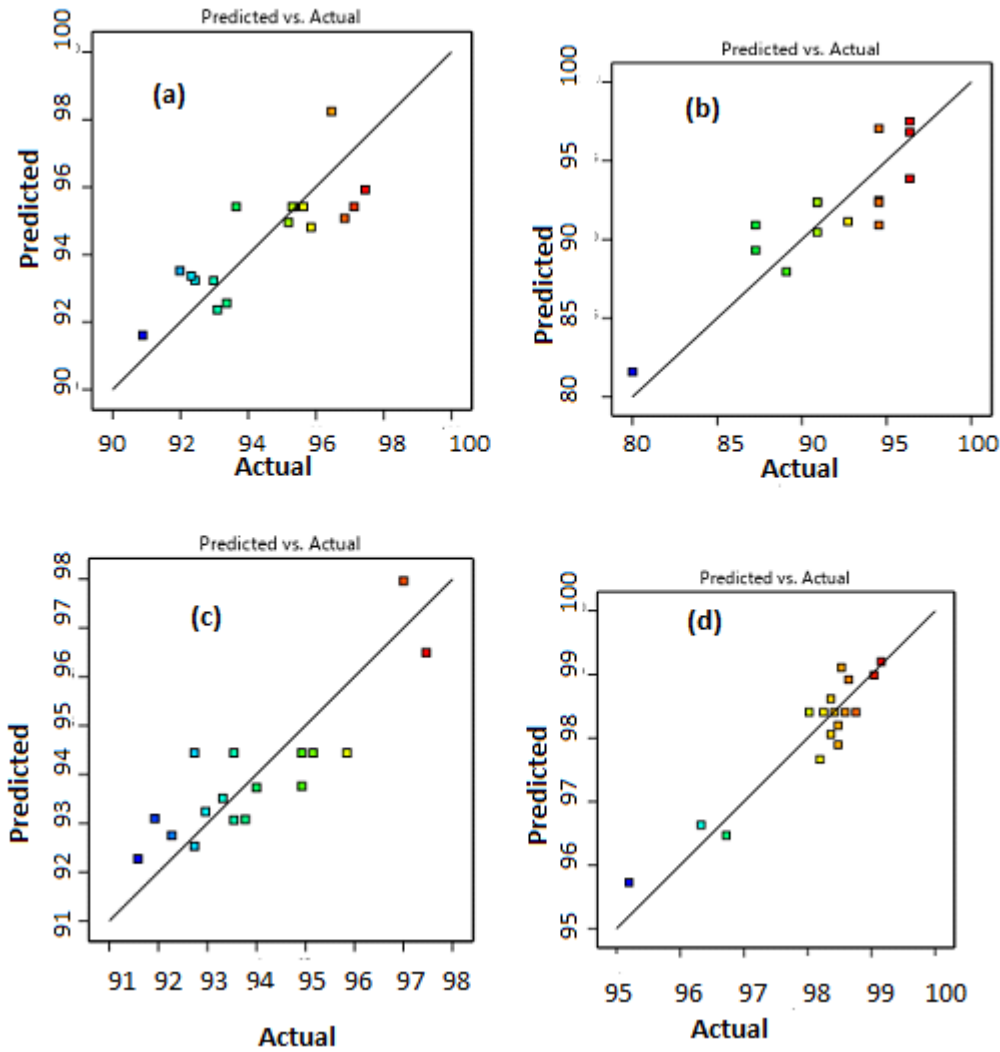 Predicted vs. Actual
(a)
Predicted
100
98
96
94
92
90
90 92 94 96 98 100
Actual
Predicted vs. Actual
(b)
Predicted
100
95
90
85
80
80 85 90 95 100
Actual
Predicted vs. Actual
(c)
Predicted
98
97
96
95
94
93
92
91
91 92 93 94 95 96 97 98
Actual
Predicted vs. Actual
(d)
Predicted
100
99
98
97
96
95
95 96 97 98 99 100
Actual